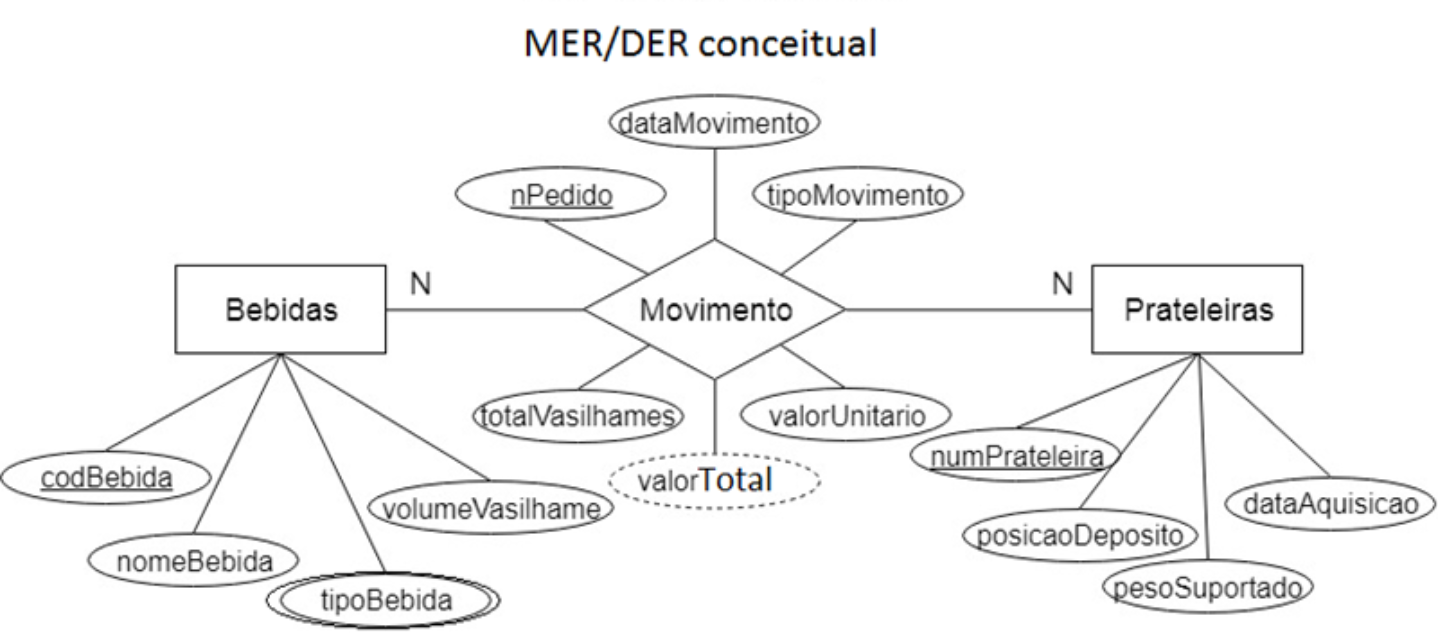 MER/DER conceitual
dataMovimento
nPedido
tipoMovimento
Bebidas
N
Movimento
N
Prateleiras
totalVasilhames
valorUnitario
valorTotal
codBebida
nomeBebida
tipoBebida
volumeVasilhame
numPrateleira
posicaoDeposito
pesoSuportado
dataAquisicao